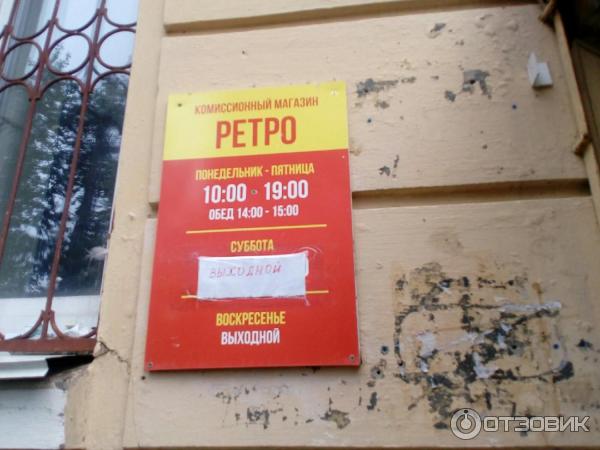 КОМИССИОННЫЙ МАГАЗИН
РЕТРО
ПОНЕДЕЛЬНИК - ПЯТНИЦА
10:00 - 19:00
ОБЕД 14:00 - 15:00
СУББОТА
ВЫХОДНОЙ
ВОСКРЕСЕНЬЕ
ВЫХОДНОЙ
ОТЗОВИК